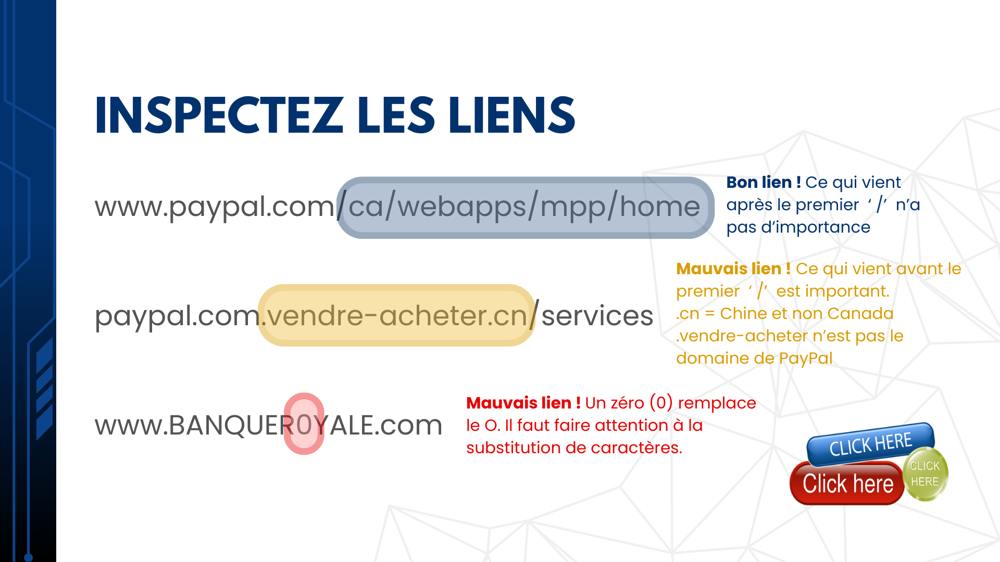 INSPECTEZ LES LIENS
www.paypal.com/ca/webapps/mpp/home
Bon lien ! Ce qui vient
après le premier ‘ /’ n’a
pas d’importance
paypal.com.vendre-acheter.cn/services
Mauvais lien ! Ce qui vient avant le
premier ‘ /’ est important.
.cn = Chine et non Canada
.vendre-acheter n’est pas le
domaine de PayPal
www.BANQUER0YALE.com
Mauvais lien ! Un zéro (0) remplace
le O. Il faut faire attention à la
substitution de caractères.
CLICK HERE
Click here
CLICK
HERE